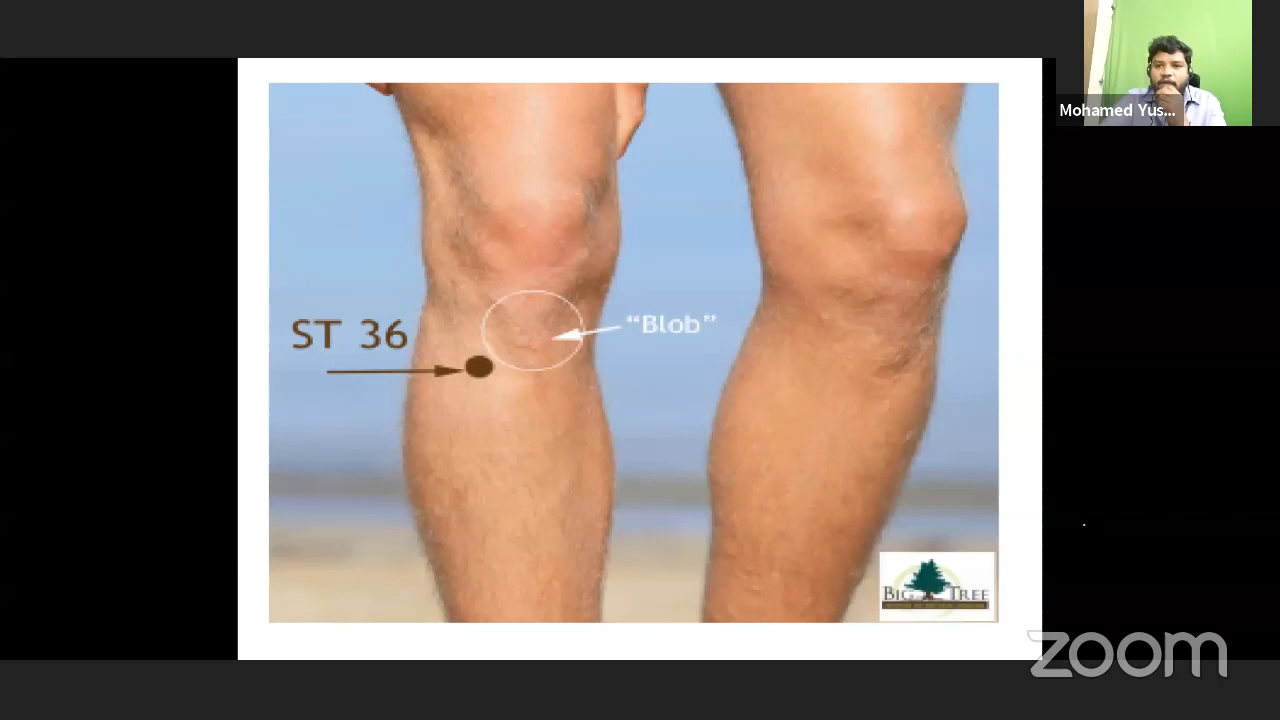 Mohamed Yus...
ST 36
“Blob”
BIG TREE
zoom